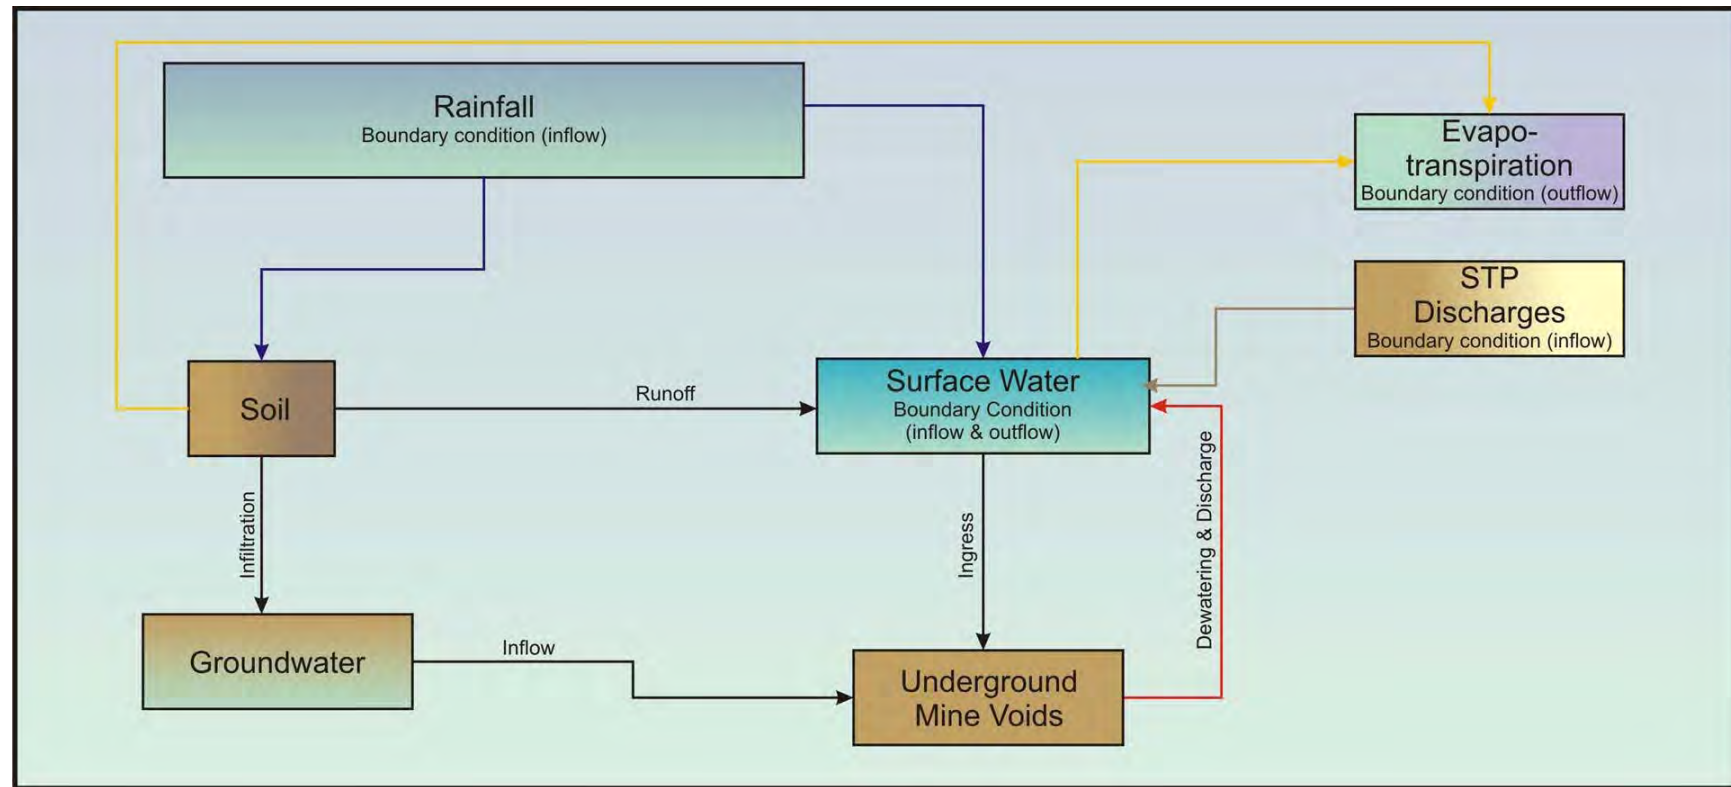 Rainfall
Boundary condition (inflow)
Evapo-
transpiration
Boundary condition (outflow)
STP
Discharges
Boundary condition (inflow)
Soil
Runoff
Surface Water
Boundary Condition
(inflow & outflow)
Infiltration
Ingress
Dewatering & Discharge
Groundwater
Inflow
Underground
Mine Voids